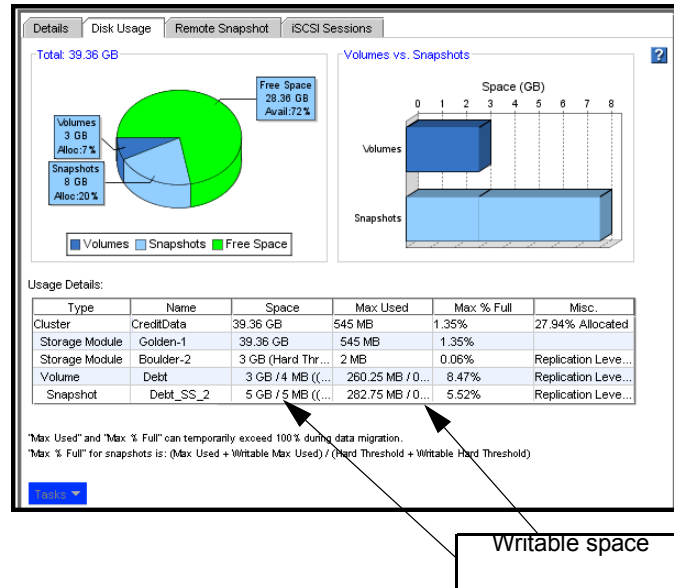 Details Disk Usage Remote Snapshot iSCSI Sessions
Total: 39.36 GB
Free Space
28.36 GB
Avail:72%
Volumes
3 GB
Alloc:7%
Snapshots
8 GB
Alloc:20%
Volumes Snapshots Free Space
Volumes vs. Snapshots
?
Space (GB)
0 1 2 3 4 5 6 7 8
Volumes
Snapshots
Usage Details:
Type Name Space Max Used Max % Full Misc.
Cluster CreditData 39.36 GB 545 MB 1.35% 27.94% Allocated
Storage Module Golden-1 39.36 GB 545 MB 1.35%
Storage Module Boulder-2 3 GB (Hard Thr... 2 MB 0.06% Replication Leve...
Volume Debt 3 GB / 4 MB ((... 260.25 MB / 0... 8.47% Replication Leve...
Snapshot Debt_SS_2 5 GB / 5 MB ((... 282.75 MB / 0... 5.52% Replication Leve...
"Max Used" and "Max % Full" can temporarily exceed 100% during data migration.
"Max % Full" for snapshots is: (Max Used + Writable Max Used) / (Hard Threshold + Writable Hard Threshold)
Tasks
Writable space